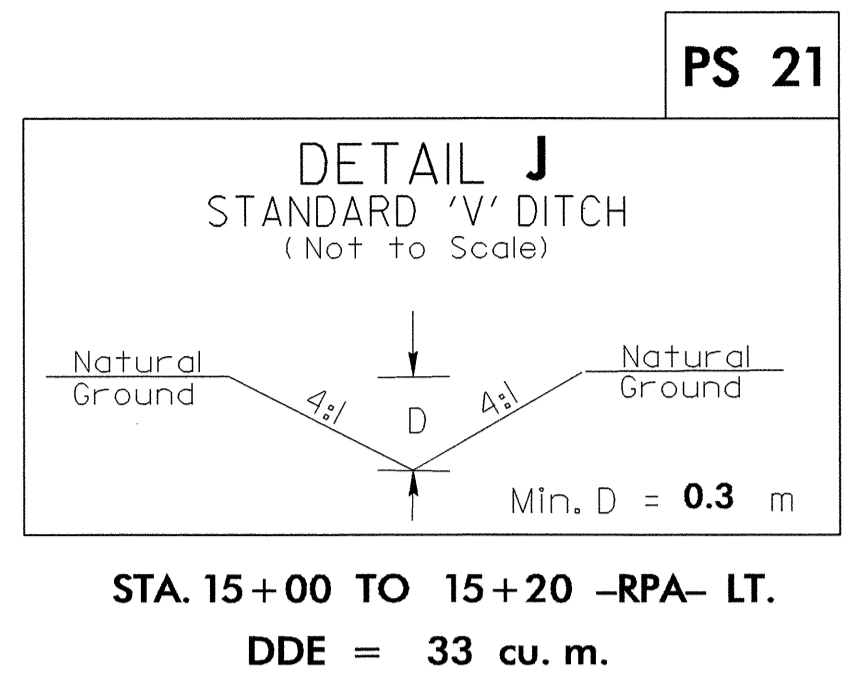 PS 21
DETAIL J
STANDARD 'V' DITCH
(Not to Scale)
Natural
Ground
4:1
D
4:1
Natural
Ground
Min. D = 0.3 m
STA. 15+00 TO 15+20 -RPA- LT.
DDE = 33 cu. m.